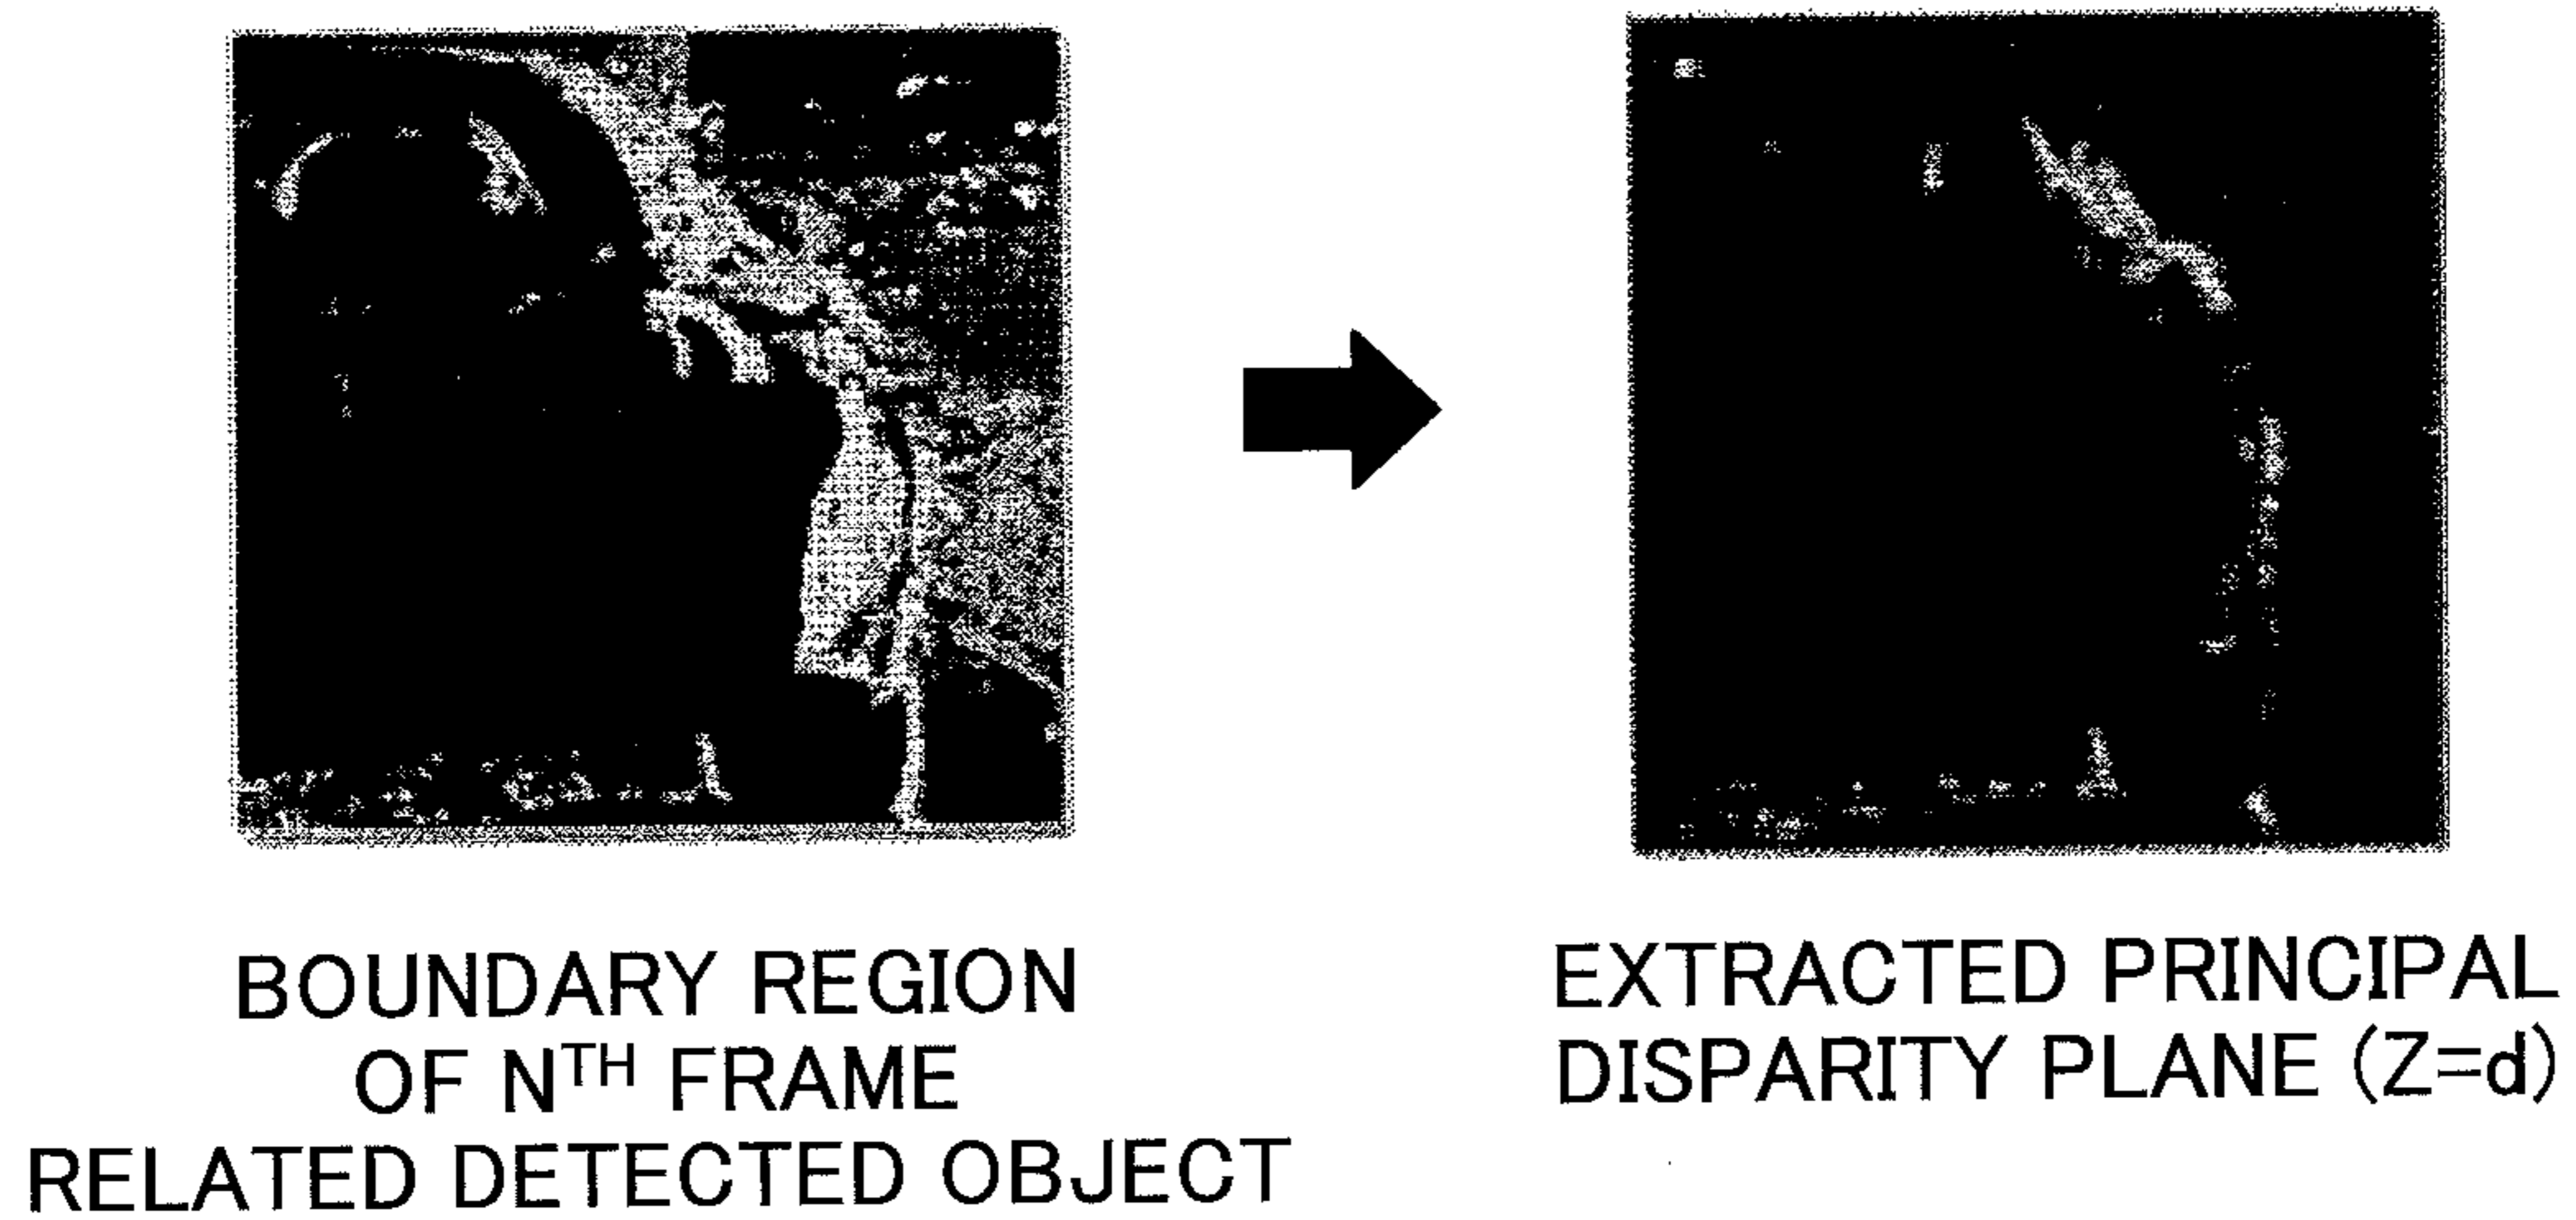 BOUNDARY REGION
OF Nᵀᴴ FRAME
RELATED DETECTED OBJECT
EXTRACTED PRINCIPAL
DISPARITY PLANE (Z=d)